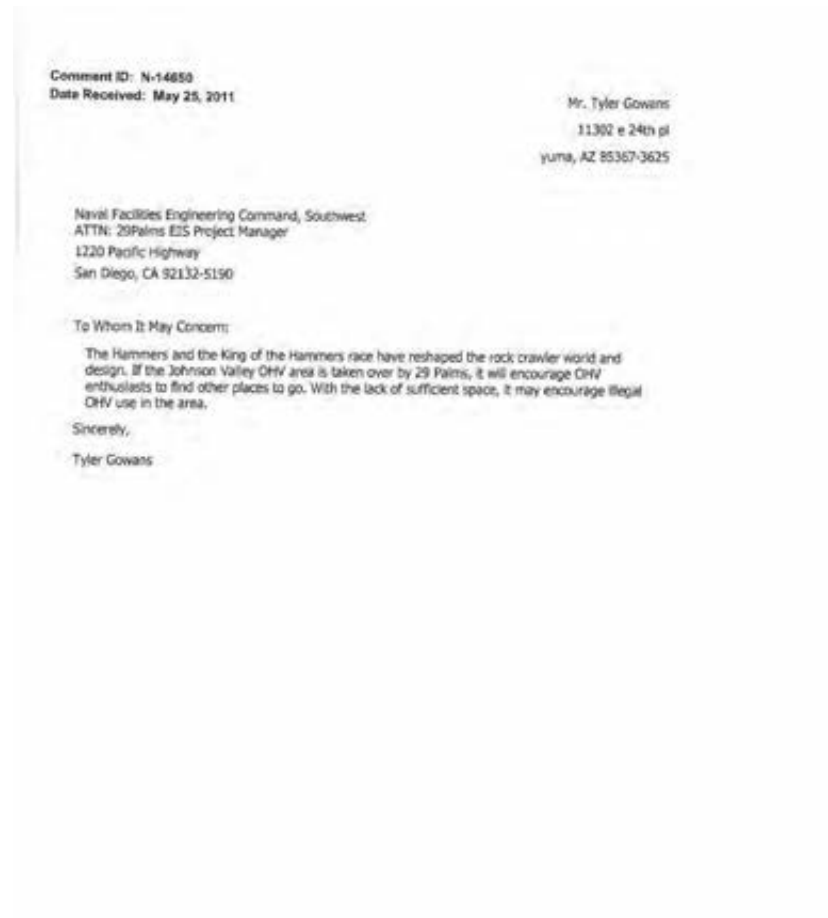 Comment ID: N-14650
Date Received: May 25, 2011
Mr. Tyler Gowans
11302 e 24th pl
yuma, AZ 85367-3625
Naval Facilities Engineering Command, Southwest
ATTN: 29Palms EIS Project Manager
1220 Pacific Highway
San Diego, CA 92132-5190
To Whom It May Concern:
The Hammers and the King of the Hammers race have reshaped the rock crawler world and
design. If the Johnson Valley OHV area is taken over by 29 Palms, it will encourage OHV
enthusiasts to find other places to go. With the lack of sufficient space, it may encourage illegal
OHV use in the area.
Sincerely,
Tyler Gowans